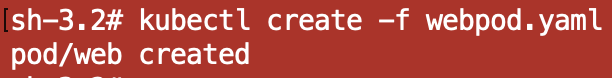 [sh-3.2# kubectl create -f webpod.yaml
pod/web created